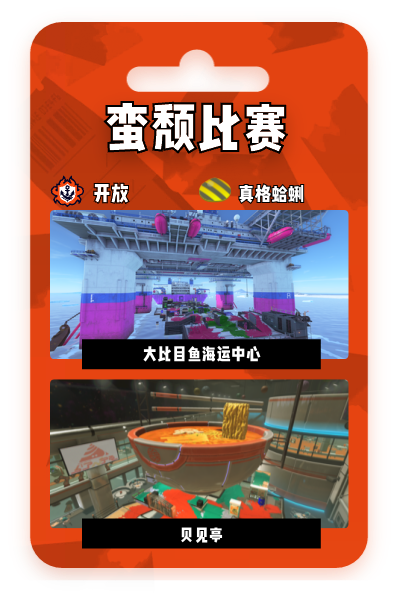 蛮颓比赛
开放
真格蛤蜊
大比目鱼海运中心
贝见亭